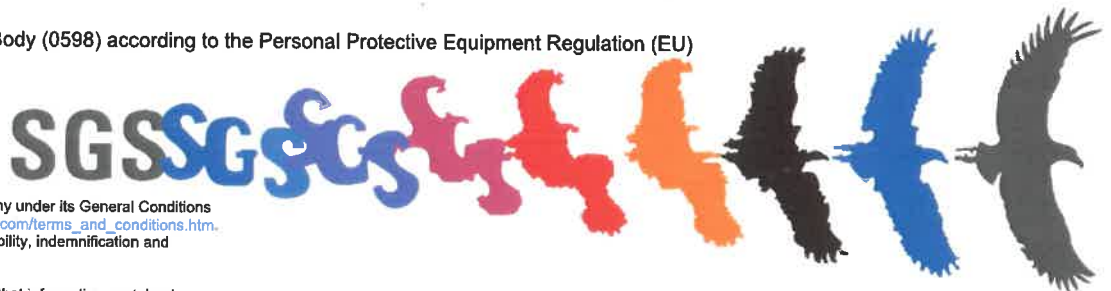 Body (0598) according to the Personal Protective Equipment Regulation (EU)
SGSSGSSGS
ny under its General Conditions
com/terms_and_conditions.htm.
bility, indemnification and